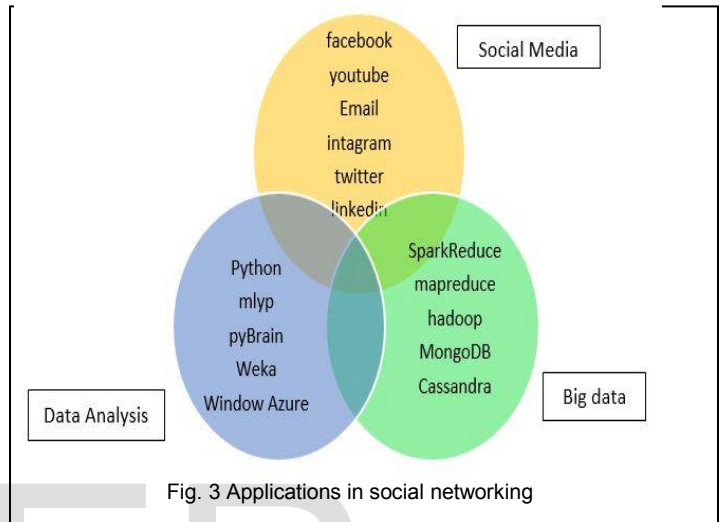 facebook
youtube
Email
intagram
twitter
linkedin
Social Media
Python
mlyp
pyBrain
Weka
Window Azure
Data Analysis
SparkReduce
mapreduce
hadoop
MongoDB
Cassandra
Big data
Fig. 3 Applications in social networking